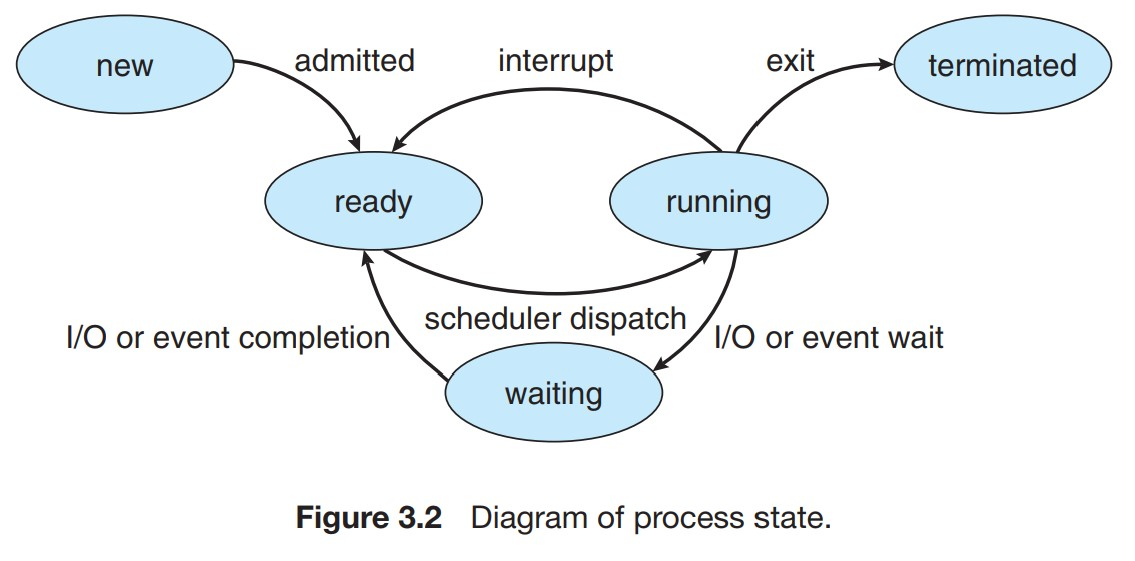 new
admitted
interrupt
exit
terminated
ready
running
scheduler dispatch
I/O or event completion
I/O or event wait
waiting
Figure 3.2 Diagram of process state.